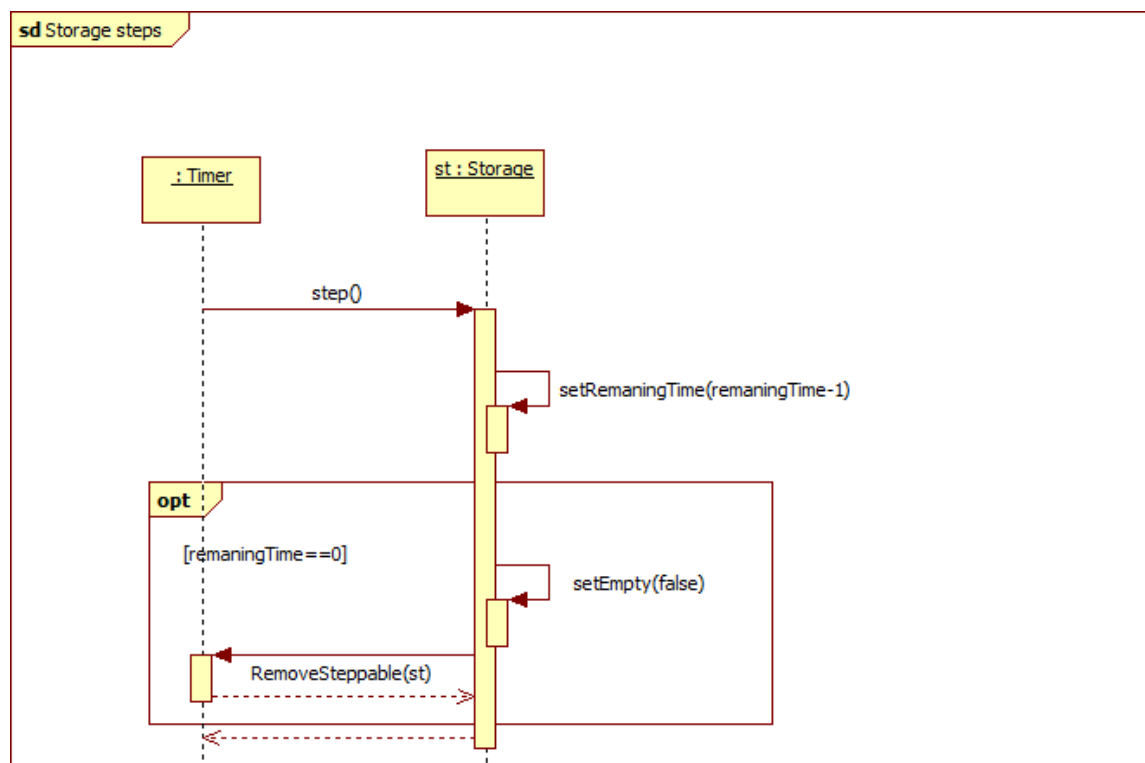 sd Storage steps
: Timer
st : Storage
step()
setRemaningTime(remaningTime-1)
opt
[remaningTime==0]
setEmpty(false)
RemoveSteppable(st)